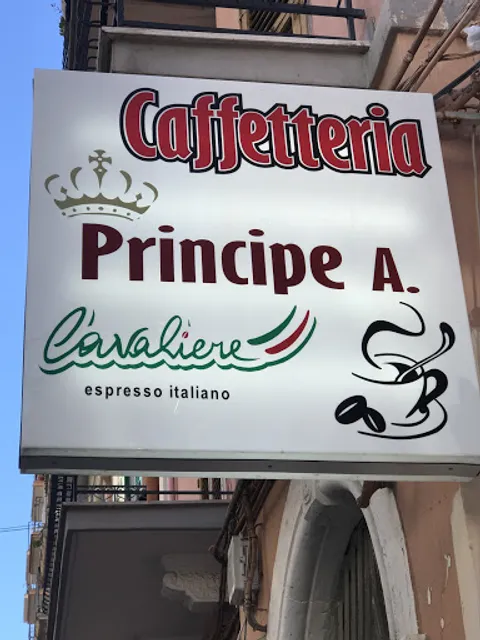 Caffetteria
Principe A.
Cavaliere
espresso italiano